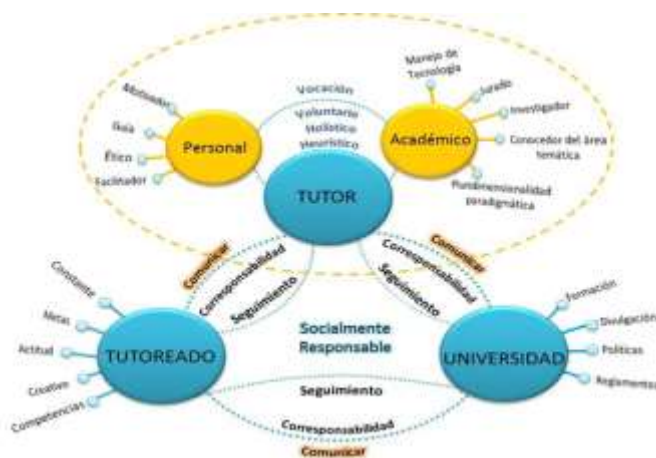 Manejo de
Tecnología
Jurado
Investigador
Conocedor del área
temática
Pluridimensionalidad
paradigmática
Académico
Vocación
Voluntario
Holístico
Heurístico
Motivador
Guía
Ético
Facilitador
Personal
TUTOR
Comunicar
Corresponsabilidad
Seguimiento
Comunicar
Corresponsabilidad
Seguimiento
Constante
Metas
Actitud
Creativo
Competencias
TUTOREADO
Socialmente
Responsable
UNIVERSIDAD
Formación
Divulgación
Políticas
Reglamentos
Seguimiento
Corresponsabilidad
Comunicar